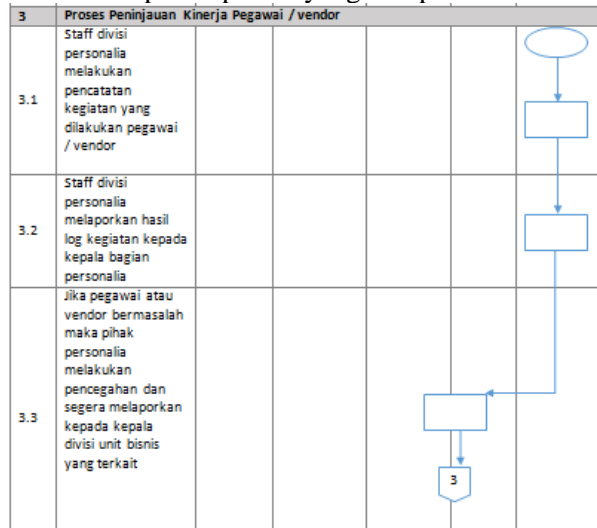 3 Proses Peninjauan Kinerja Pegawai / vendor
3.1
Staff divisi
personalia
melakukan
pencatatan
kegiatan yang
dilakukan pegawai
/ vendor
3.2
Staff divisi
personalia
melaporkan hasil
log kegiatan kepada
kepala bagian
personalia
3.3
Jika pegawai atau
vendor bermasalah
maka pihak
personalia
melakukan
pencegahan dan
segera melaporkan
kepada kepala
divisi unit bisnis
yang terkait
3